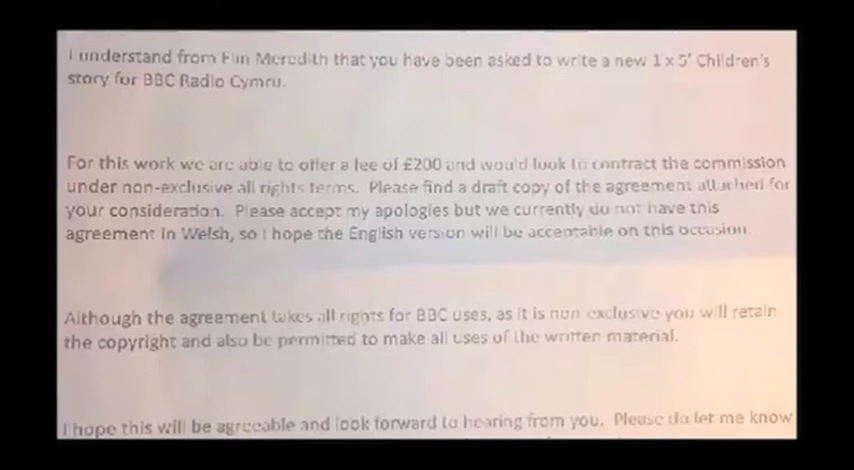 I understand from Elin Meredith that you have been asked to write a new 1 x 5' Children's
story for BBC Radio Cymru.
For this work we are able to offer a fee of £200 and would look to contract the commission
under non-exclusive all rights terms. Please find a draft copy of the agreement attached for
your consideration. Please accept my apologies but we currently do not have this
agreement in Welsh, so I hope the English version will be acceptable on this occasion.
Although the agreement takes all rights for BBC uses, as it is non exclusive you will retain
the copyright and also be permitted to make all uses of the written material.
I hope this will be agreeable and look forward to hearing from you. Please do let me know